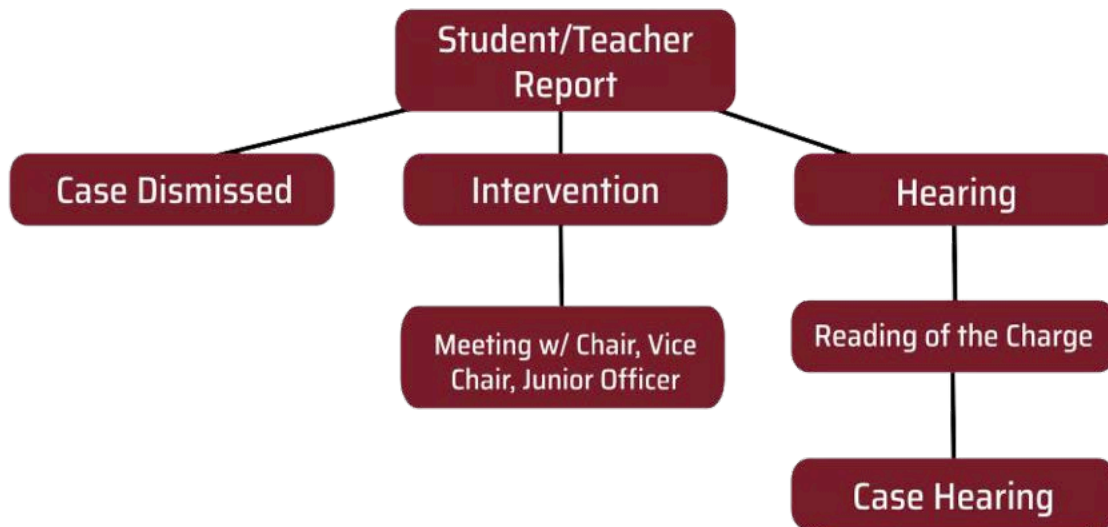 Student/Teacher
Report
Case Dismissed
Intervention
Hearing
Meeting w/ Chair, Vice
Chair, Junior Officer
Reading of the Charge
Case Hearing